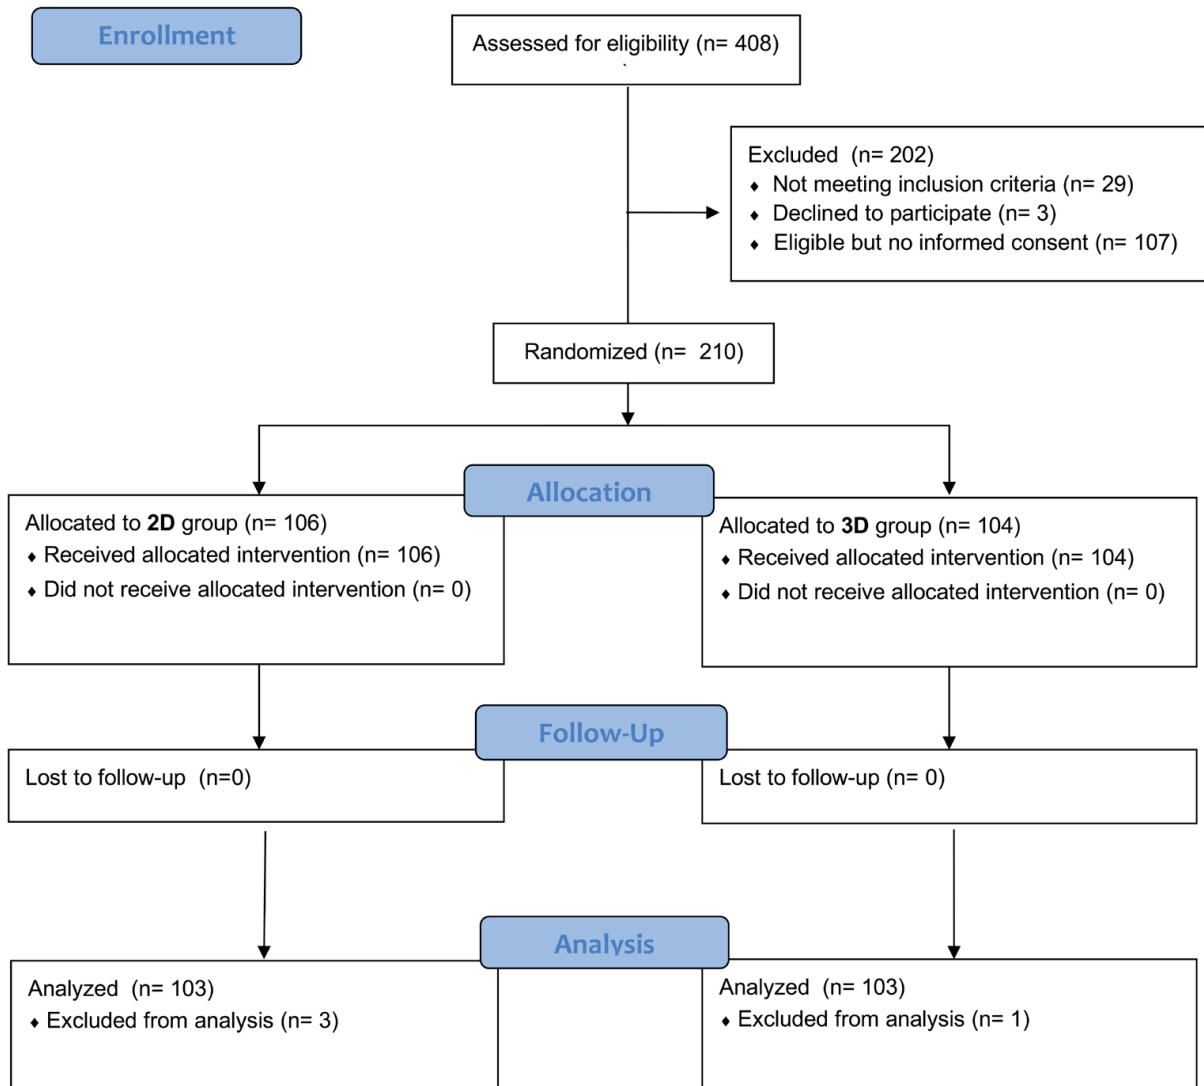 Enrollment
Assessed for eligibility (n= 408)
Excluded (n= 202)
♦ Not meeting inclusion criteria (n= 29)
♦ Declined to participate (n= 3)
♦ Eligible but no informed consent (n= 107)
Randomized (n= 210)
Allocation
Allocated to 2D group (n= 106)
♦ Received allocated intervention (n= 106)
♦ Did not receive allocated intervention (n= 0)
Allocated to 3D group (n= 104)
♦ Received allocated intervention (n= 104)
♦ Did not receive allocated intervention (n= 0)
Follow-Up
Lost to follow-up (n=0)
Lost to follow-up (n= 0)
Analysis
Analyzed (n= 103)
♦ Excluded from analysis (n= 3)
Analyzed (n= 103)
♦ Excluded from analysis (n= 1)